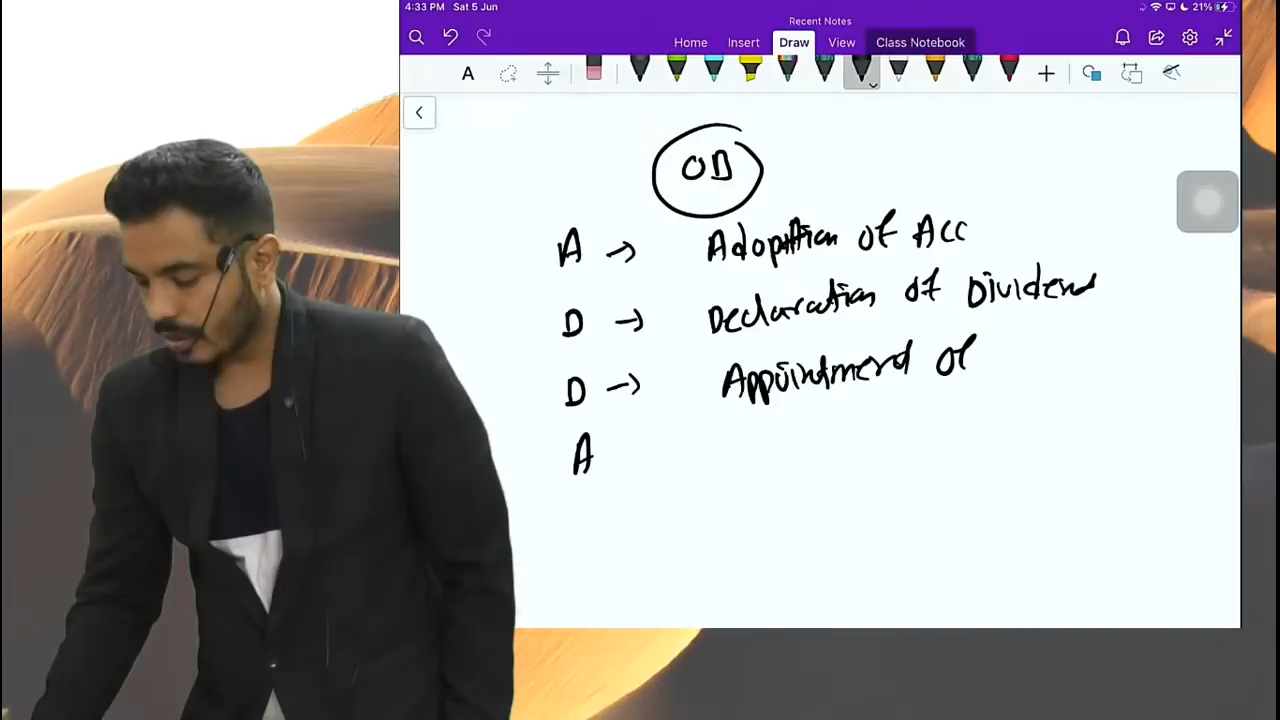 4:33 PM Sat 5 Jun
21%
Recent Notes
Home Insert Draw View Class Notebook
A
OB
A → Adoption of Acc
D → Declaration of Dividend
D → Appointment of
A